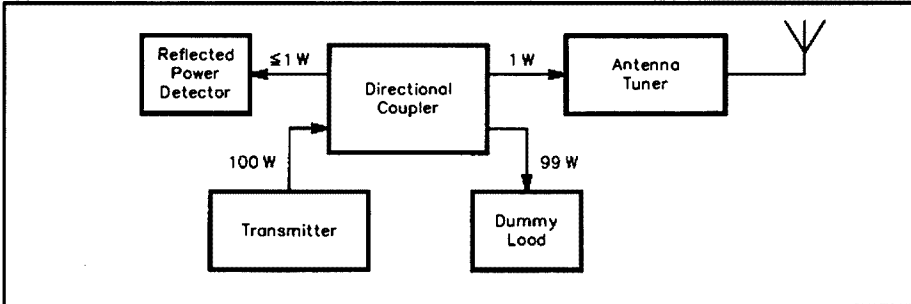 Reflected
Power
Detector
≦1 W
Directional
Coupler
1 W
Antenna
Tuner
100 W
99 W
Transmitter
Dummy
Load